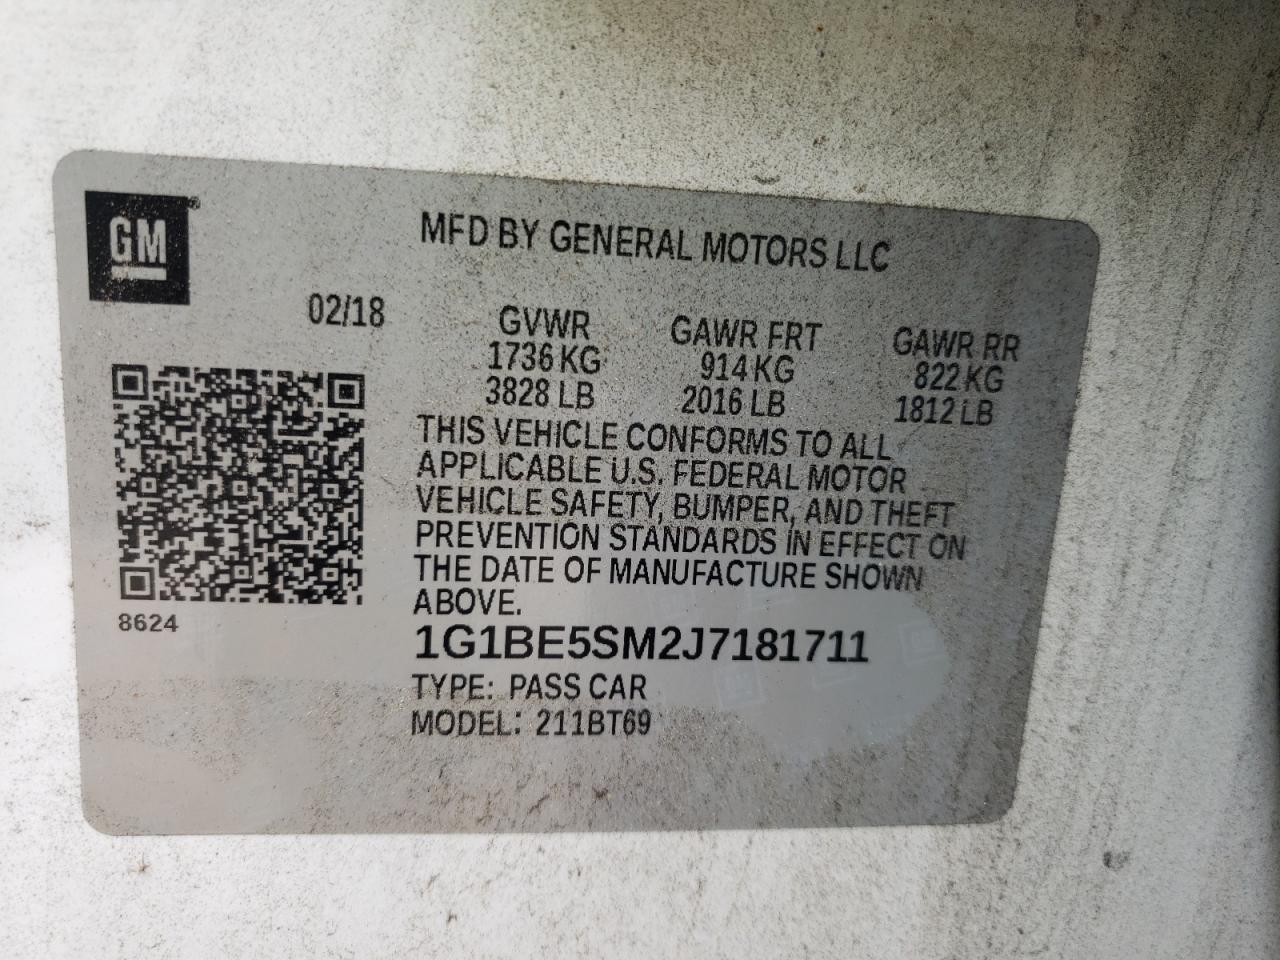 GM
MFD BY GENERAL MOTORS LLC
02/18
GVWR GAWR FRT GAWR RR
1736 KG 914 KG 822 KG
3828 LB 2016 LB 1812 LB
THIS VEHICLE CONFORMS TO ALL
APPLICABLE U.S. FEDERAL MOTOR
VEHICLE SAFETY, BUMPER, AND THEFT
PREVENTION STANDARDS IN EFFECT ON
THE DATE OF MANUFACTURE SHOWN
ABOVE.
8624
1G1BE5SM2J7181711
TYPE: PASS CAR
MODEL: 211BT69